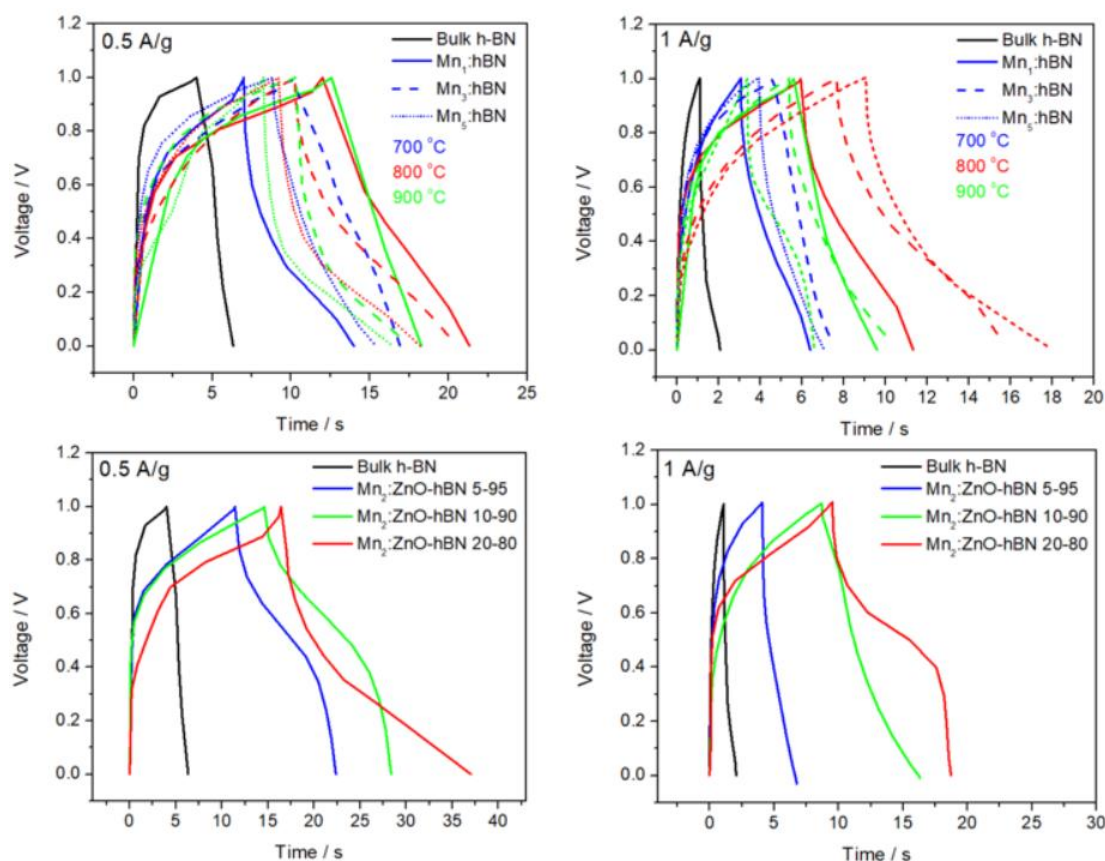 0.5 A/g
Bulk h-BN
Mn₁:hBN
Mn₃:hBN
Mn₅:hBN
700 °C
800 °C
900 °C
Voltage / V
1.2
1.0
0.8
0.6
0.4
0.2
0.0
0 5 10 15 20 25
Time / s
1 A/g
Bulk h-BN
Mn₁:hBN
Mn₃:hBN
Mn₅:hBN
700 °C
800 °C
900 °C
Voltage / V
1.2
1.0
0.8
0.6
0.4
0.2
0.0
0 2 4 6 8 10 12 14 16 18 20
Time / s
0.5 A/g
Bulk h-BN
Mn₂:ZnO-hBN 5-95
Mn₂:ZnO-hBN 10-90
Mn₂:ZnO-hBN 20-80
Voltage / V
1.2
1.0
0.8
0.6
0.4
0.2
0.0
0 5 10 15 20 25 30 35 40
Time / s
1 A/g
Bulk h-BN
Mn₂:ZnO-hBN 5-95
Mn₂:ZnO-hBN 10-90
Mn₂:ZnO-hBN 20-80
Voltage / V
1.2
1.0
0.8
0.6
0.4
0.2
0.0
0 5 10 15 20 25 30
Time / s